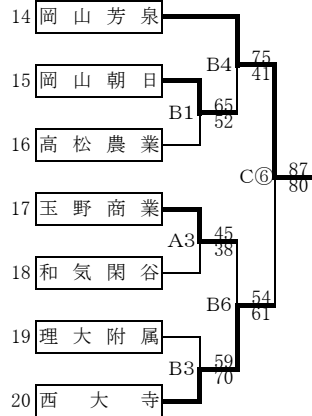 14 岡山芳泉
B4 75
41
15 岡山朝日
B1 65
52
16 高松農業
C⑥ 87
80
17 玉野商業
A3 45
38
18 和気閑谷
B6 54
61
19 理大附属
B3 59
70
20 西大寺